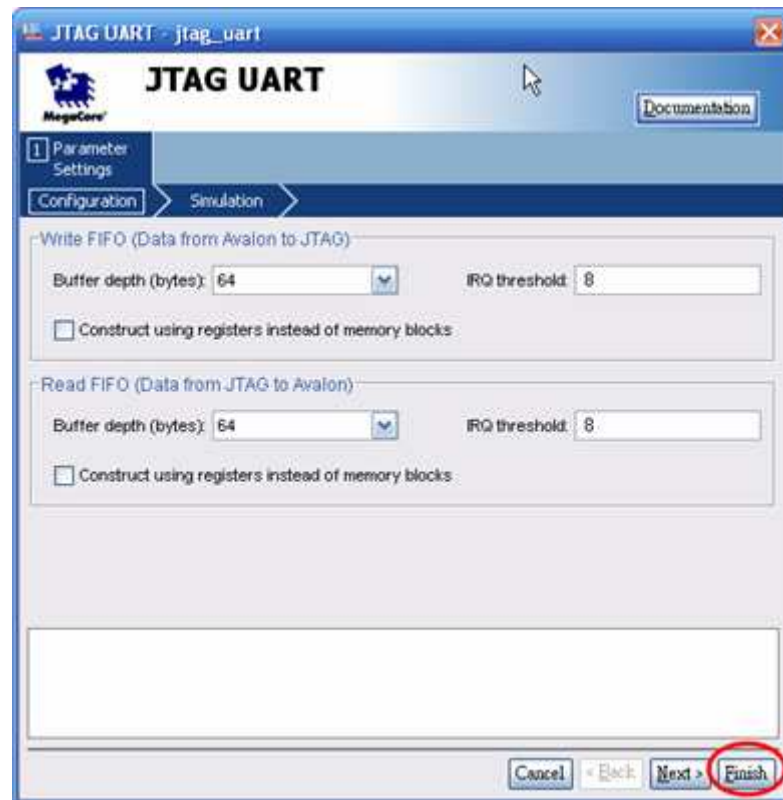 JTAG UART - jtag_uart
JTAG UART
MegaCore'
Documentation
1 Parameter
Settings
Configuration
Simulation
Write FIFO (Data from Avalon to JTAG)
Buffer depth (bytes): 64
IRQ threshold: 8
Construct using registers instead of memory blocks
Read FIFO (Data from JTAG to Avalon)
Buffer depth (bytes): 64
IRQ threshold: 8
Construct using registers instead of memory blocks
Cancel
< Back
Next >
Finish